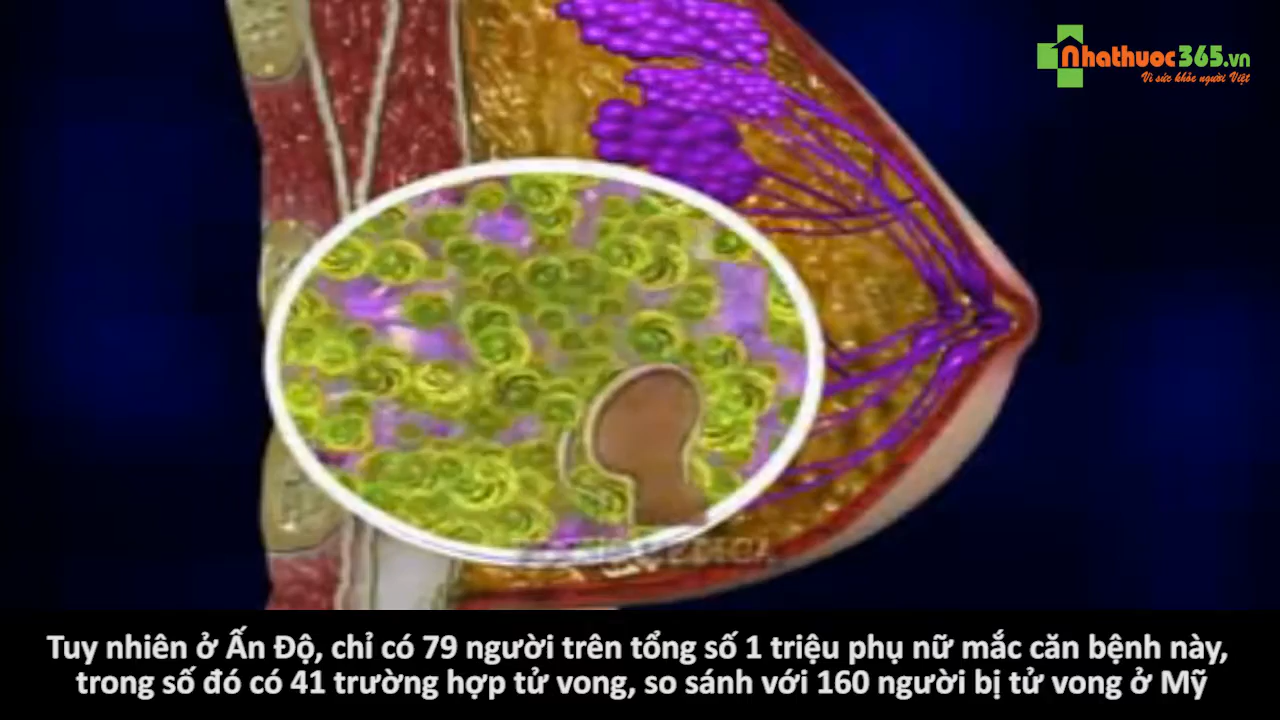 Nhathuoc365.vn
Vì sức khỏe người Việt
Tuy nhiên ở Ấn Độ, chỉ có 79 người trên tổng số 1 triệu phụ nữ mắc căn bệnh này,
trong số đó có 41 trường hợp tử vong, so sánh với 160 người bị tử vong ở Mỹ